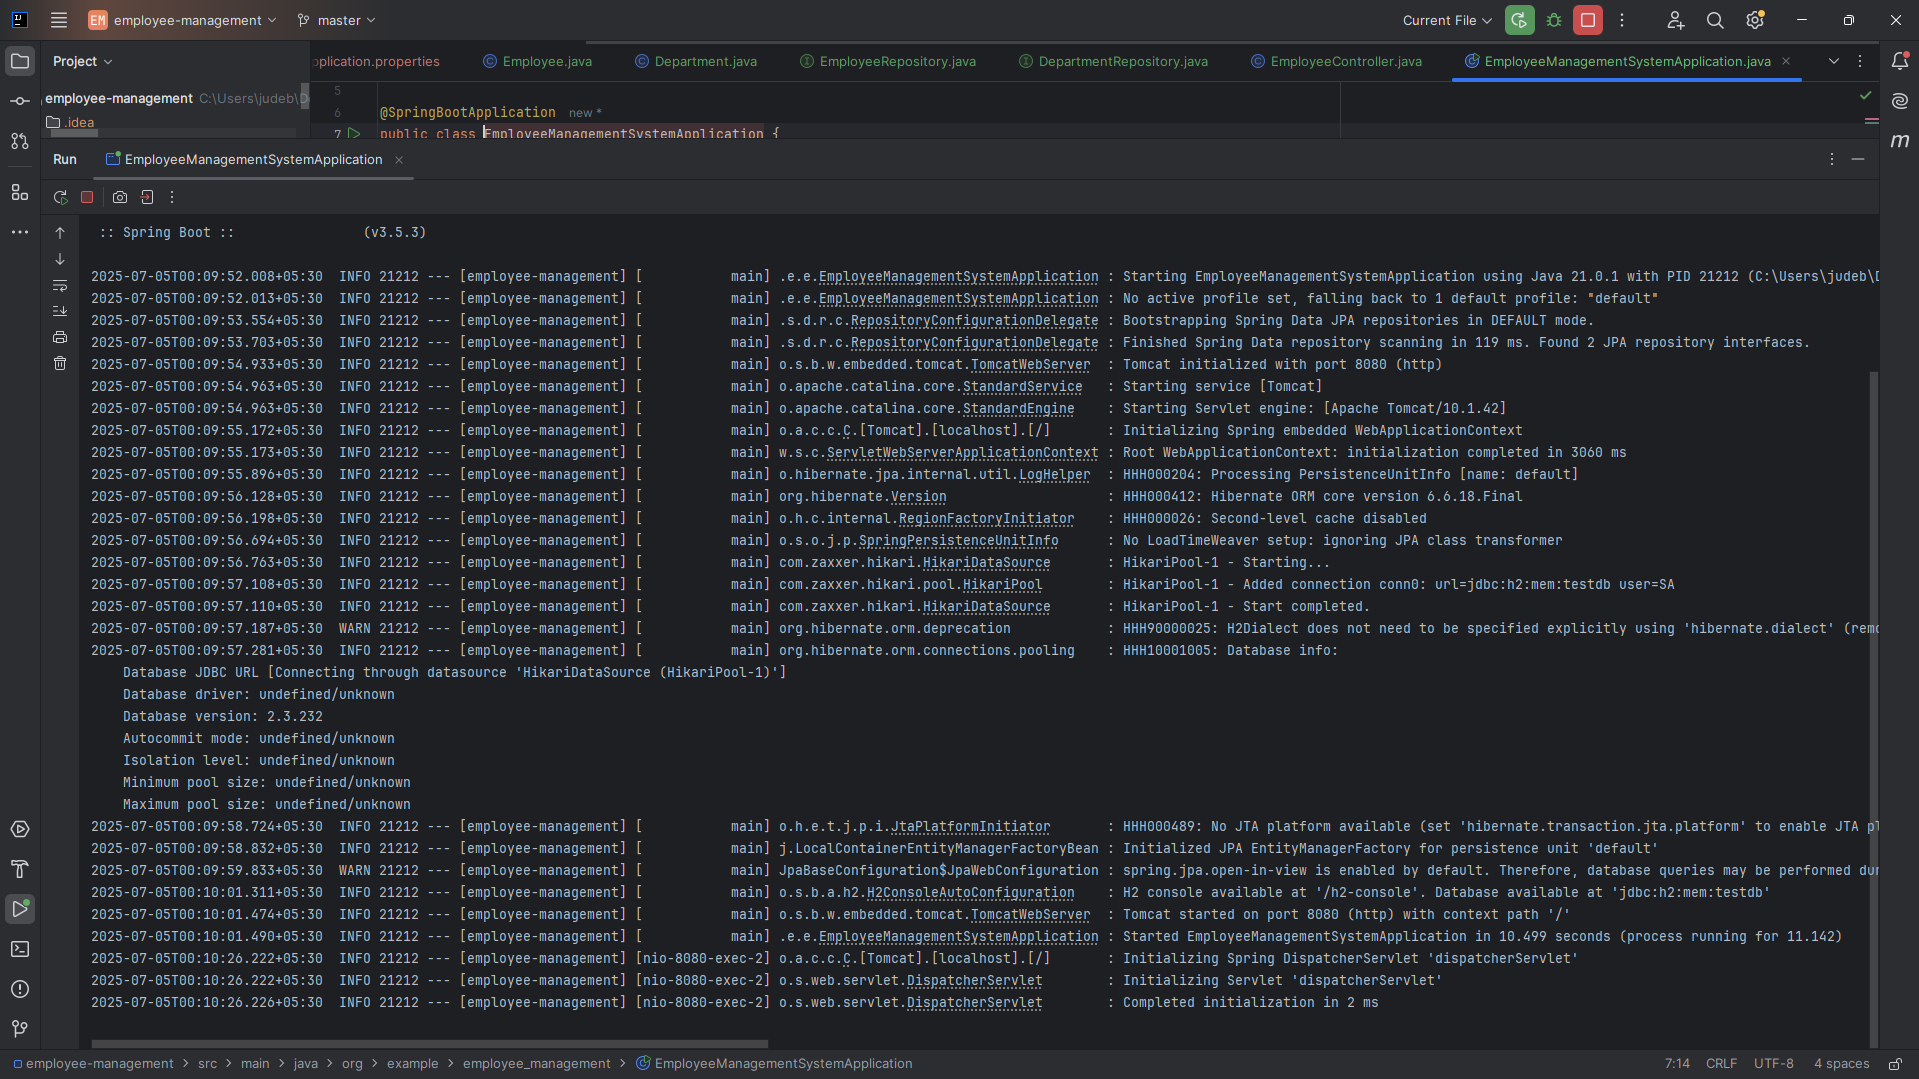 EM employee-management master Current File
Project
pplication.properties Employee.java Department.java EmployeeRepository.java DepartmentRepository.java EmployeeController.java EmployeeManagementSystemApplication.java
employee-management C:\Users\judeb\D
.idea
5
6 @SpringBootApplication new *
7 public class EmployeeManagementSystemApplication {
Run EmployeeManagementSystemApplication
:: Spring Boot :: (v3.5.3)
2025-07-05T00:09:52.008+05:30 INFO 21212 --- [employee-management] [ main] .e.e.EmployeeManagementSystemApplication : Starting EmployeeManagementSystemApplication using Java 21.0.1 with PID 21212 (C:\Users\judeb\D
2025-07-05T00:09:52.013+05:30 INFO 21212 --- [employee-management] [ main] .e.e.EmployeeManagementSystemApplication : No active profile set, falling back to 1 default profile: "default"
2025-07-05T00:09:53.554+05:30 INFO 21212 --- [employee-management] [ main] .s.d.r.c.RepositoryConfigurationDelegate : Bootstrapping Spring Data JPA repositories in DEFAULT mode.
2025-07-05T00:09:53.703+05:30 INFO 21212 --- [employee-management] [ main] .s.d.r.c.RepositoryConfigurationDelegate : Finished Spring Data repository scanning in 119 ms. Found 2 JPA repository interfaces.
2025-07-05T00:09:54.933+05:30 INFO 21212 --- [employee-management] [ main] o.s.b.w.embedded.tomcat.TomcatWebServer : Tomcat initialized with port 8080 (http)
2025-07-05T00:09:54.963+05:30 INFO 21212 --- [employee-management] [ main] o.apache.catalina.core.StandardService : Starting service [Tomcat]
2025-07-05T00:09:54.963+05:30 INFO 21212 --- [employee-management] [ main] o.apache.catalina.core.StandardEngine : Starting Servlet engine: [Apache Tomcat/10.1.42]
2025-07-05T00:09:55.172+05:30 INFO 21212 --- [employee-management] [ main] o.a.c.c.C.[Tomcat].[localhost].[/] : Initializing Spring embedded WebApplicationContext
2025-07-05T00:09:55.173+05:30 INFO 21212 --- [employee-management] [ main] w.s.c.ServletWebServerApplicationContext : Root WebApplicationContext: initialization completed in 3060 ms
2025-07-05T00:09:55.896+05:30 INFO 21212 --- [employee-management] [ main] o.hibernate.jpa.internal.util.LogHelper : HHH000204: Processing PersistenceUnitInfo [name: default]
2025-07-05T00:09:56.128+05:30 INFO 21212 --- [employee-management] [ main] org.hibernate.Version : HHH000412: Hibernate ORM core version 6.6.18.Final
2025-07-05T00:09:56.198+05:30 INFO 21212 --- [employee-management] [ main] o.h.c.internal.RegionFactoryInitiator : HHH000026: Second-level cache disabled
2025-07-05T00:09:56.694+05:30 INFO 21212 --- [employee-management] [ main] o.s.o.j.p.SpringPersistenceUnitInfo : No LoadTimeWeaver setup: ignoring JPA class transformer
2025-07-05T00:09:56.763+05:30 INFO 21212 --- [employee-management] [ main] com.zaxxer.hikari.HikariDataSource : HikariPool-1 - Starting...
2025-07-05T00:09:57.108+05:30 INFO 21212 --- [employee-management] [ main] com.zaxxer.hikari.pool.HikariPool : HikariPool-1 - Added connection conn0: url=jdbc:h2:mem:testdb user=SA
2025-07-05T00:09:57.110+05:30 INFO 21212 --- [employee-management] [ main] com.zaxxer.hikari.HikariDataSource : HikariPool-1 - Start completed.
2025-07-05T00:09:57.187+05:30 WARN 21212 --- [employee-management] [ main] org.hibernate.orm.deprecation : HHH90000025: H2Dialect does not need to be specified explicitly using 'hibernate.dialect' (remo
2025-07-05T00:09:57.281+05:30 INFO 21212 --- [employee-management] [ main] org.hibernate.orm.connections.pooling : HHH10001005: Database info:
Database JDBC URL [Connecting through datasource 'HikariDataSource (HikariPool-1)']
Database driver: undefined/unknown
Database version: 2.3.232
Autocommit mode: undefined/unknown
Isolation level: undefined/unknown
Minimum pool size: undefined/unknown
Maximum pool size: undefined/unknown
2025-07-05T00:09:58.724+05:30 INFO 21212 --- [employee-management] [ main] o.h.e.t.j.p.i.JtaPlatformInitiator : HHH000489: No JTA platform available (set 'hibernate.transaction.jta.platform' to enable JTA pl
2025-07-05T00:09:58.832+05:30 INFO 21212 --- [employee-management] [ main] j.LocalContainerEntityManagerFactoryBean : Initialized JPA EntityManagerFactory for persistence unit 'default'
2025-07-05T00:09:59.833+05:30 WARN 21212 --- [employee-management] [ main] JpaBaseConfiguration$JpaWebConfiguration : spring.jpa.open-in-view is enabled by default. Therefore, database queries may be performed dur
2025-07-05T00:10:01.311+05:30 INFO 21212 --- [employee-management] [ main] o.s.b.a.h2.H2ConsoleAutoConfiguration : H2 console available at '/h2-console'. Database available at 'jdbc:h2:mem:testdb'
2025-07-05T00:10:01.474+05:30 INFO 21212 --- [employee-management] [ main] o.s.b.w.embedded.tomcat.TomcatWebServer : Tomcat started on port 8080 (http) with context path '/'
2025-07-05T00:10:01.490+05:30 INFO 21212 --- [employee-management] [ main] .e.e.EmployeeManagementSystemApplication : Started EmployeeManagementSystemApplication in 10.499 seconds (process running for 11.142)
2025-07-05T00:10:26.222+05:30 INFO 21212 --- [employee-management] [nio-8080-exec-2] o.a.c.c.C.[Tomcat].[localhost].[/] : Initializing Spring DispatcherServlet 'dispatcherServlet'
2025-07-05T00:10:26.222+05:30 INFO 21212 --- [employee-management] [nio-8080-exec-2] o.s.web.servlet.DispatcherServlet : Initializing Servlet 'dispatcherServlet'
2025-07-05T00:10:26.226+05:30 INFO 21212 --- [employee-management] [nio-8080-exec-2] o.s.web.servlet.DispatcherServlet : Completed initialization in 2 ms
employee-management > src > main > java > org > example > employee_management > EmployeeManagementSystemApplication 7:14 CRLF UTF-8 4 spaces